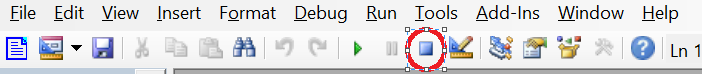 File Edit View Insert Format Debug Run Tools Add-Ins Window Help
Ln 1